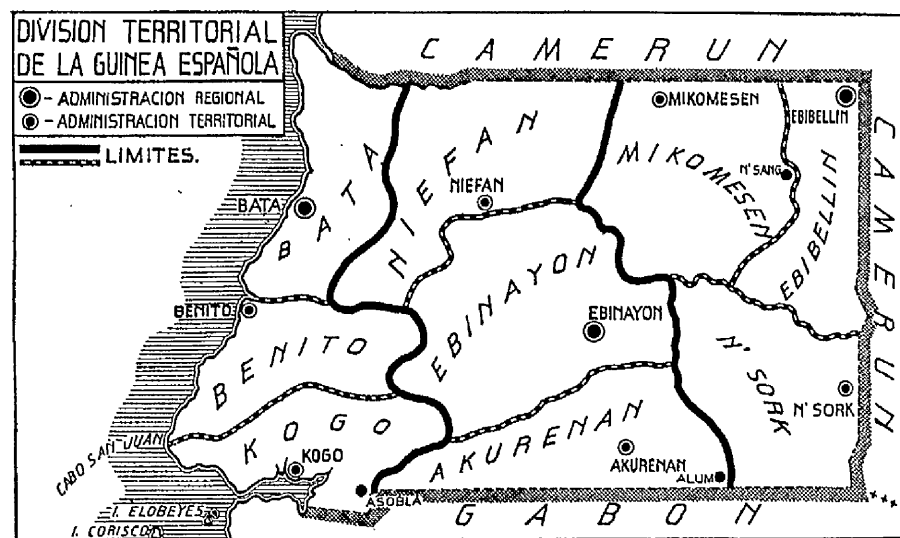 DIVISION TERRITORIAL
DE LA GUINEA ESPAÑOLA
- ADMINISTRACION REGIONAL
- ADMINISTRACION TERRITORIAL
LIMITES.
CAMERUN
CAMERUN
MIKOMESEN
EBIBELLIN
N'SANG
NIEFAN
MIKOMESEN
EBIBELLIN
BATA
BATA
NIEFAN
BENITO
BENITO
EBINAYON
EBINAYON
N'SORK
N'SORK
CABO SAN JUAN
KOGO
KOGO
AKURENAN
AKURENAN
ALUM
ASOBLA
I. ELOBEYES
I. CORISCO
GABON